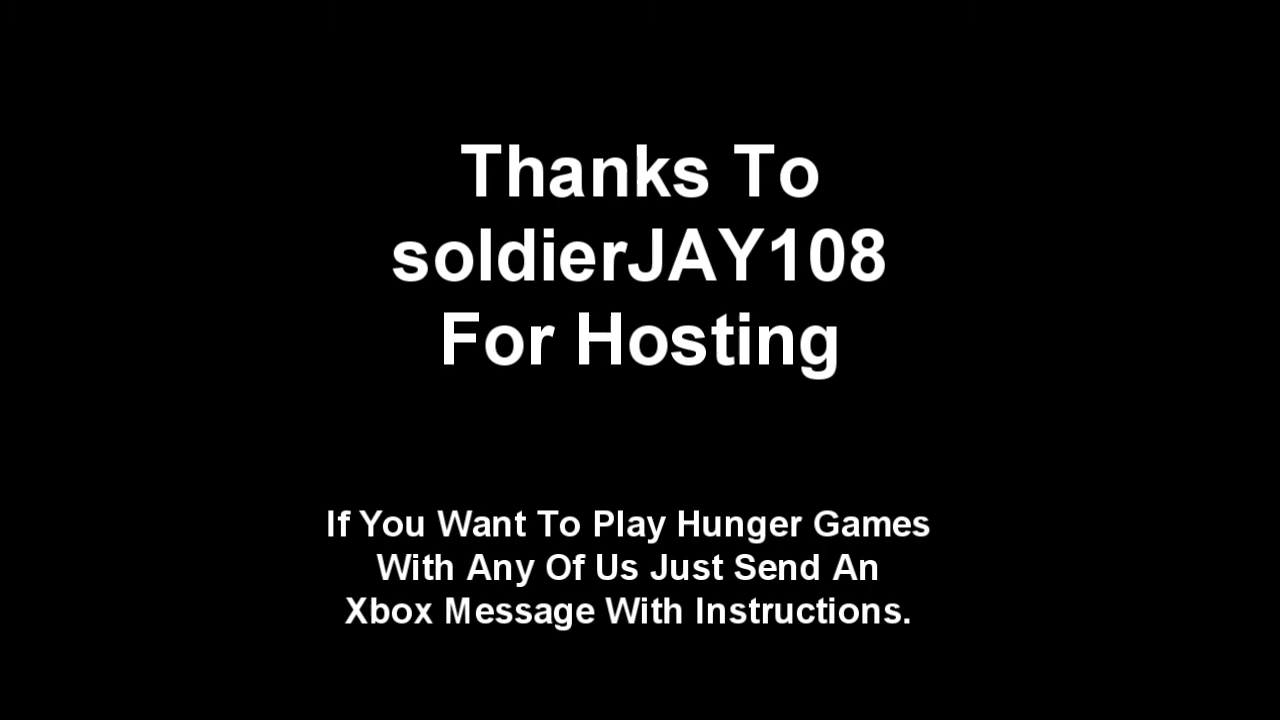 Thanks To
soldierJAY108
For Hosting
If You Want To Play Hunger Games
With Any Of Us Just Send An
Xbox Message With Instructions.